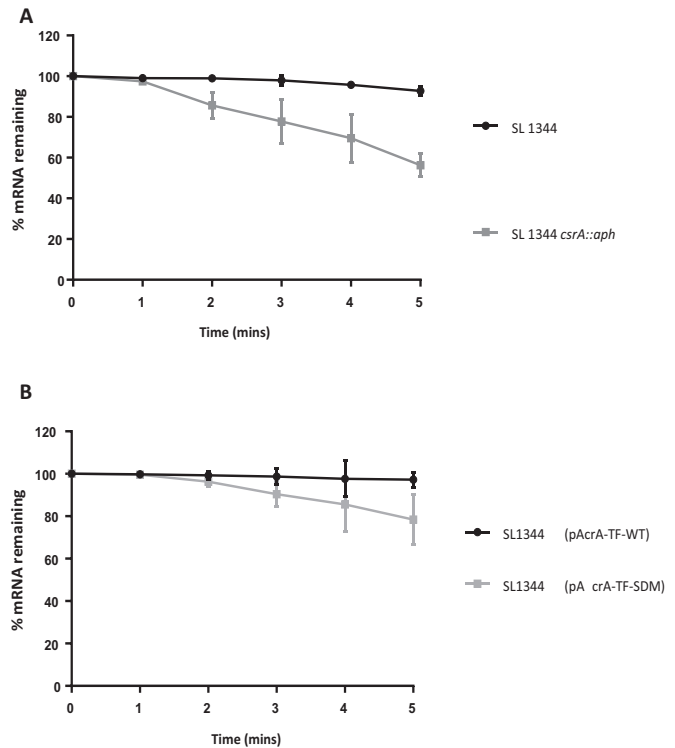 A
120
100
80
60
40
20
0
% mRNA remaining
0 1 2 3 4 5
Time (mins)
SL 1344
SL 1344 csrA::aph
B
120
100
80
60
40
20
0
% mRNA remaining
0 1 2 3 4 5
Time (mins)
SL1344 (pAcrA-TF-WT)
SL1344 (pA crA-TF-SDM)